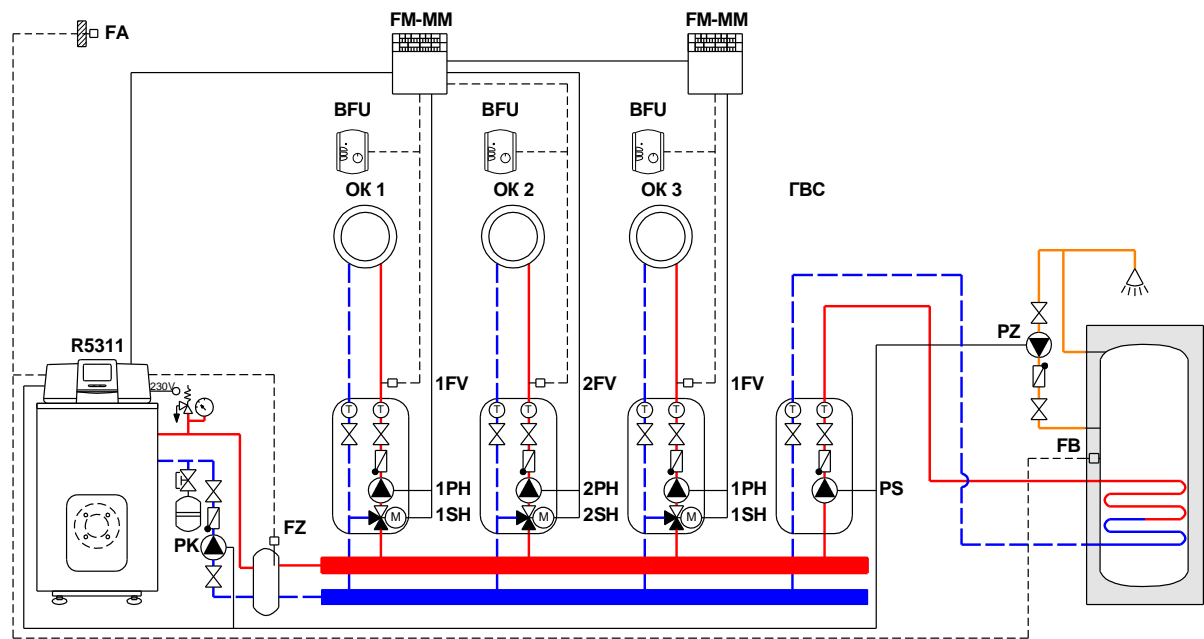 FM-MM
FM-MM
FA
BFU
BFU
BFU
ОК 1
ОК 2
ОК 3
ГВС
R5311
230V
PZ
1FV
2FV
1FV
T
T
T
T
T
T
T
T
FB
1PH
2PH
1PH
PS
M
1SH
M
2SH
M
1SH
FZ
PK